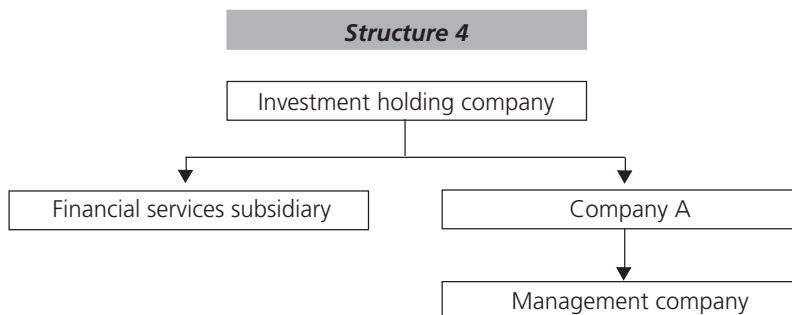 Structure 4
Investment holding company
Financial services subsidiary
Company A
Management company